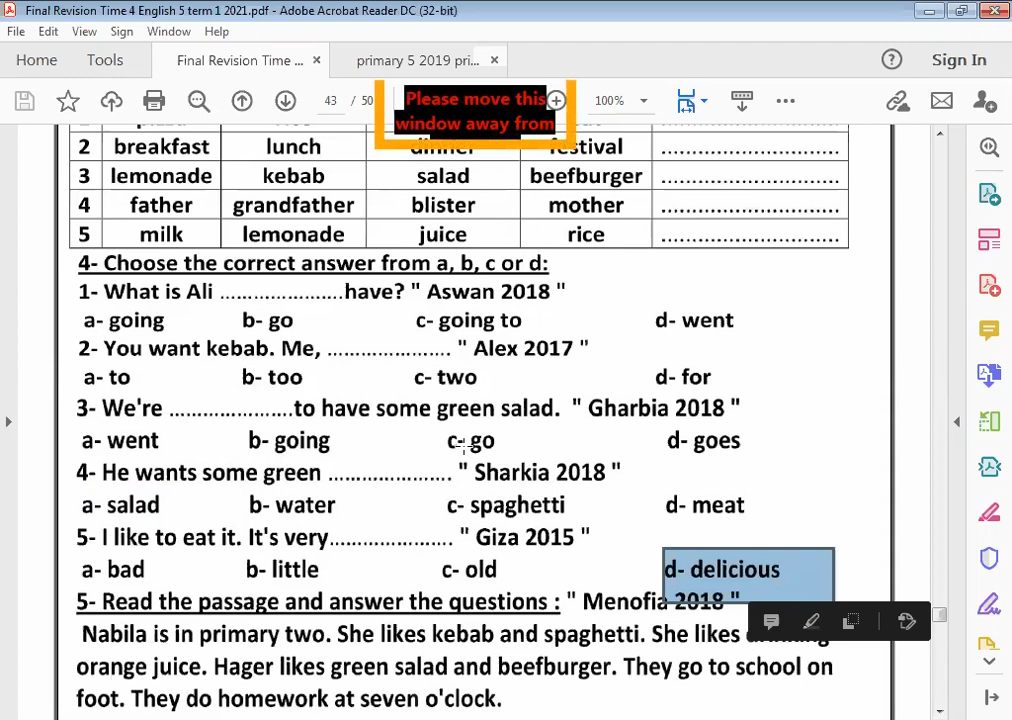 Final Revision Time 4 English 5 term 1 2021.pdf - Adobe Acrobat Reader DC (32-bit)
File Edit View Sign Window Help
Home Tools Final Revision Time ... × primary 5 2019 pri... × Sign In
43 / 50 100%
Please move this
window away from
2 breakfast lunch dinner festival ........................................
3 lemonade kebab salad beefburger ........................................
4 father grandfather blister mother ........................................
5 milk lemonade juice rice ........................................
4- Choose the correct answer from a, b, c or d:
1- What is Ali ………………….have? " Aswan 2018 "
a- going b- go c- going to d- went
2- You want kebab. Me, …………………. " Alex 2017 "
a- to b- too c- two d- for
3- We're ………………….to have some green salad. " Gharbia 2018 "
a- went b- going c- go d- goes
4- He wants some green …………………. " Sharkia 2018 "
a- salad b- water c- spaghetti d- meat
5- I like to eat it. It's very…………………. " Giza 2015 "
a- bad b- little c- old d- delicious
5- Read the passage and answer the questions : " Menofia 2018 "
Nabila is in primary two. She likes kebab and spaghetti. She likes
orange juice. Hager likes green salad and beefburger. They go to school on
foot. They do homework at seven o'clock.